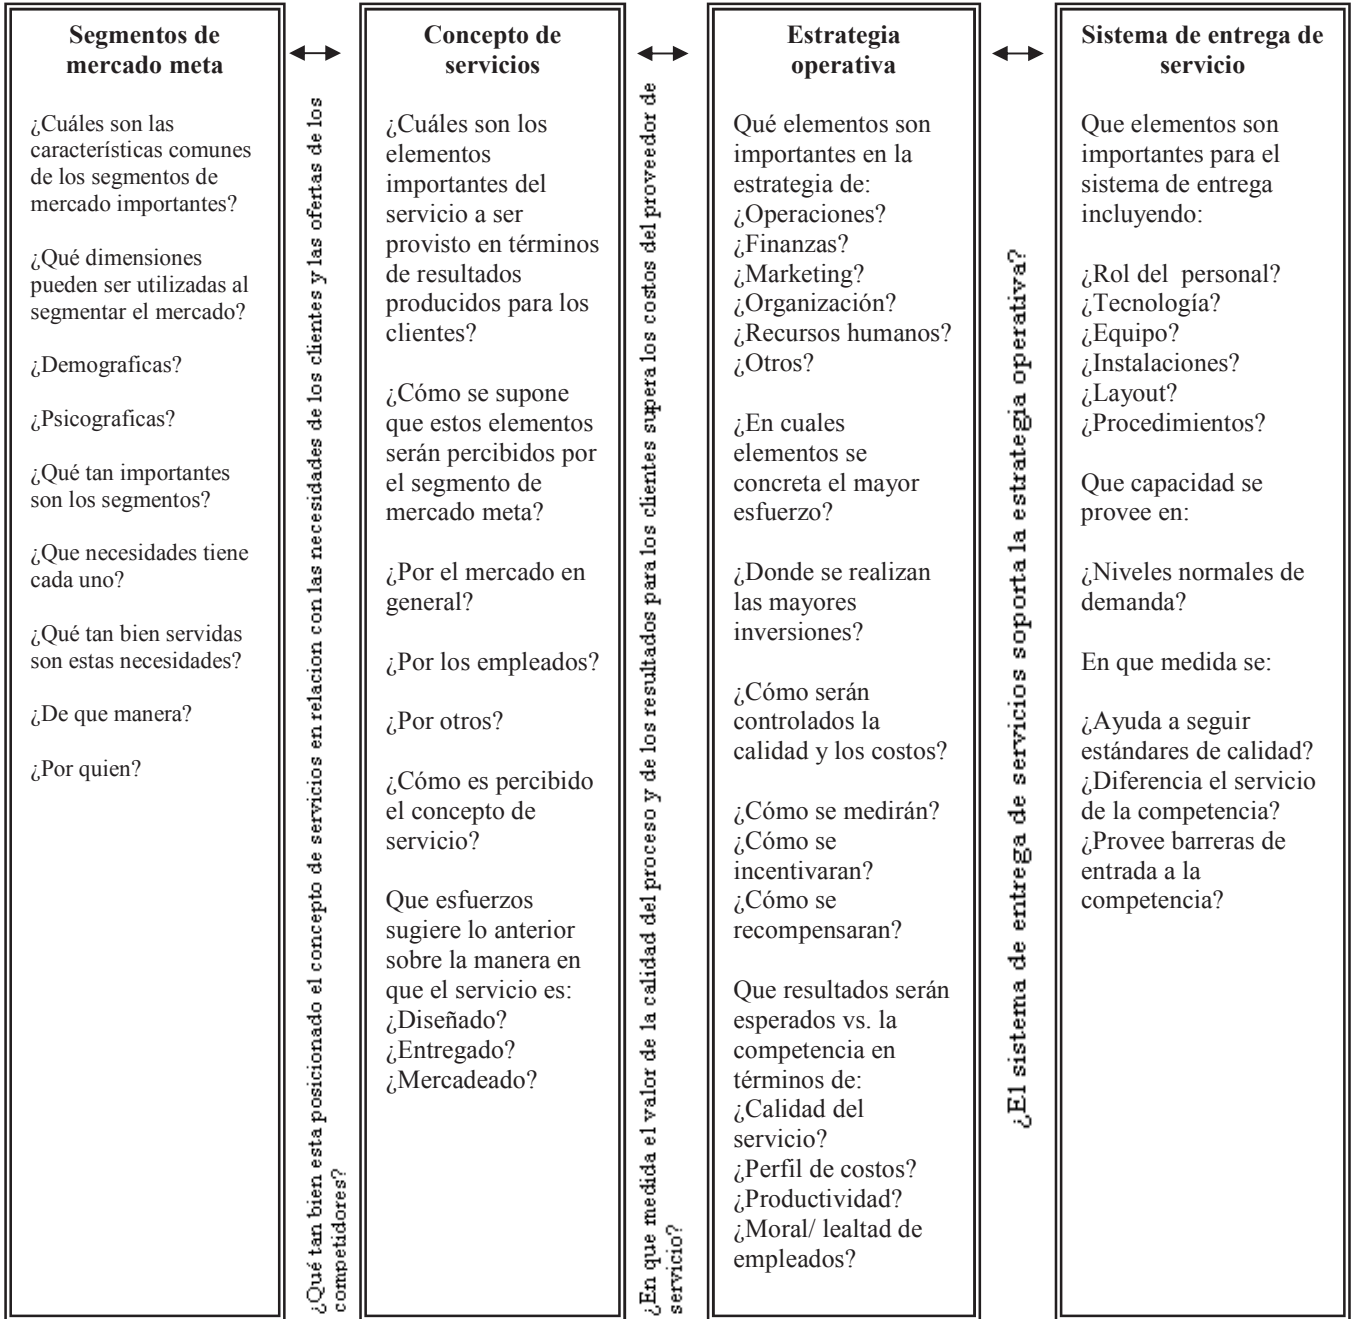 Segmentos de
mercado meta
¿Cuáles son las
características comunes
de los segmentos de
mercado importantes?
¿Qué dimensiones
pueden ser utilizadas al
segmentar el mercado?
¿Demograficas?
¿Psicograficas?
¿Qué tan importantes
son los segmentos?
¿Que necesidades tiene
cada uno?
¿Qué tan bien servidas
son estas necesidades?
¿De que manera?
¿Por quien?
¿Qué tan bien esta posicionado el concepto de servicios en relacion con las necesidades de los clientes y las ofertas de los
competidores?
Concepto de
servicios
¿Cuáles son los
elementos
importantes del
servicio a ser
provisto en términos
de resultados
producidos para los
clientes?
¿Cómo se supone
que estos elementos
serán percibidos por
el segmento de
mercado meta?
¿Por el mercado en
general?
¿Por los empleados?
¿Por otros?
¿Cómo es percibido
el concepto de
servicio?
Que esfuerzos
sugiere lo anterior
sobre la manera en
que el servicio es:
¿Diseñado?
¿Entregado?
¿Mercadeado?
¿En que medida el valor de la calidad del proceso y de los resultados para los clientes supera los costos del proveedor de
servicio?
Estrategia
operativa
Qué elementos son
importantes en la
estrategia de:
¿Operaciones?
¿Finanzas?
¿Marketing?
¿Organización?
¿Recursos humanos?
¿Otros?
¿En cuales
elementos se
concreta el mayor
esfuerzo?
¿Donde se realizan
las mayores
inversiones?
¿Cómo serán
controlados la
calidad y los costos?
¿Cómo se medirán?
¿Cómo se
incentivaran?
¿Cómo se
recompensaran?
Que resultados serán
esperados vs. la
competencia en
términos de:
¿Calidad del
servicio?
¿Perfil de costos?
¿Productividad?
¿Moral/ lealtad de
empleados?
¿El sistema de entrega de servicios soporta la estrategia operativa?
Sistema de entrega de
servicio
Que elementos son
importantes para el
sistema de entrega
incluyendo:
¿Rol del personal?
¿Tecnología?
¿Equipo?
¿Instalaciones?
¿Layout?
¿Procedimientos?
Que capacidad se
provee en:
¿Niveles normales de
demanda?
En que medida se:
¿Ayuda a seguir
estándares de calidad?
¿Diferencia el servicio
de la competencia?
¿Provee barreras de
entrada a la
competencia?